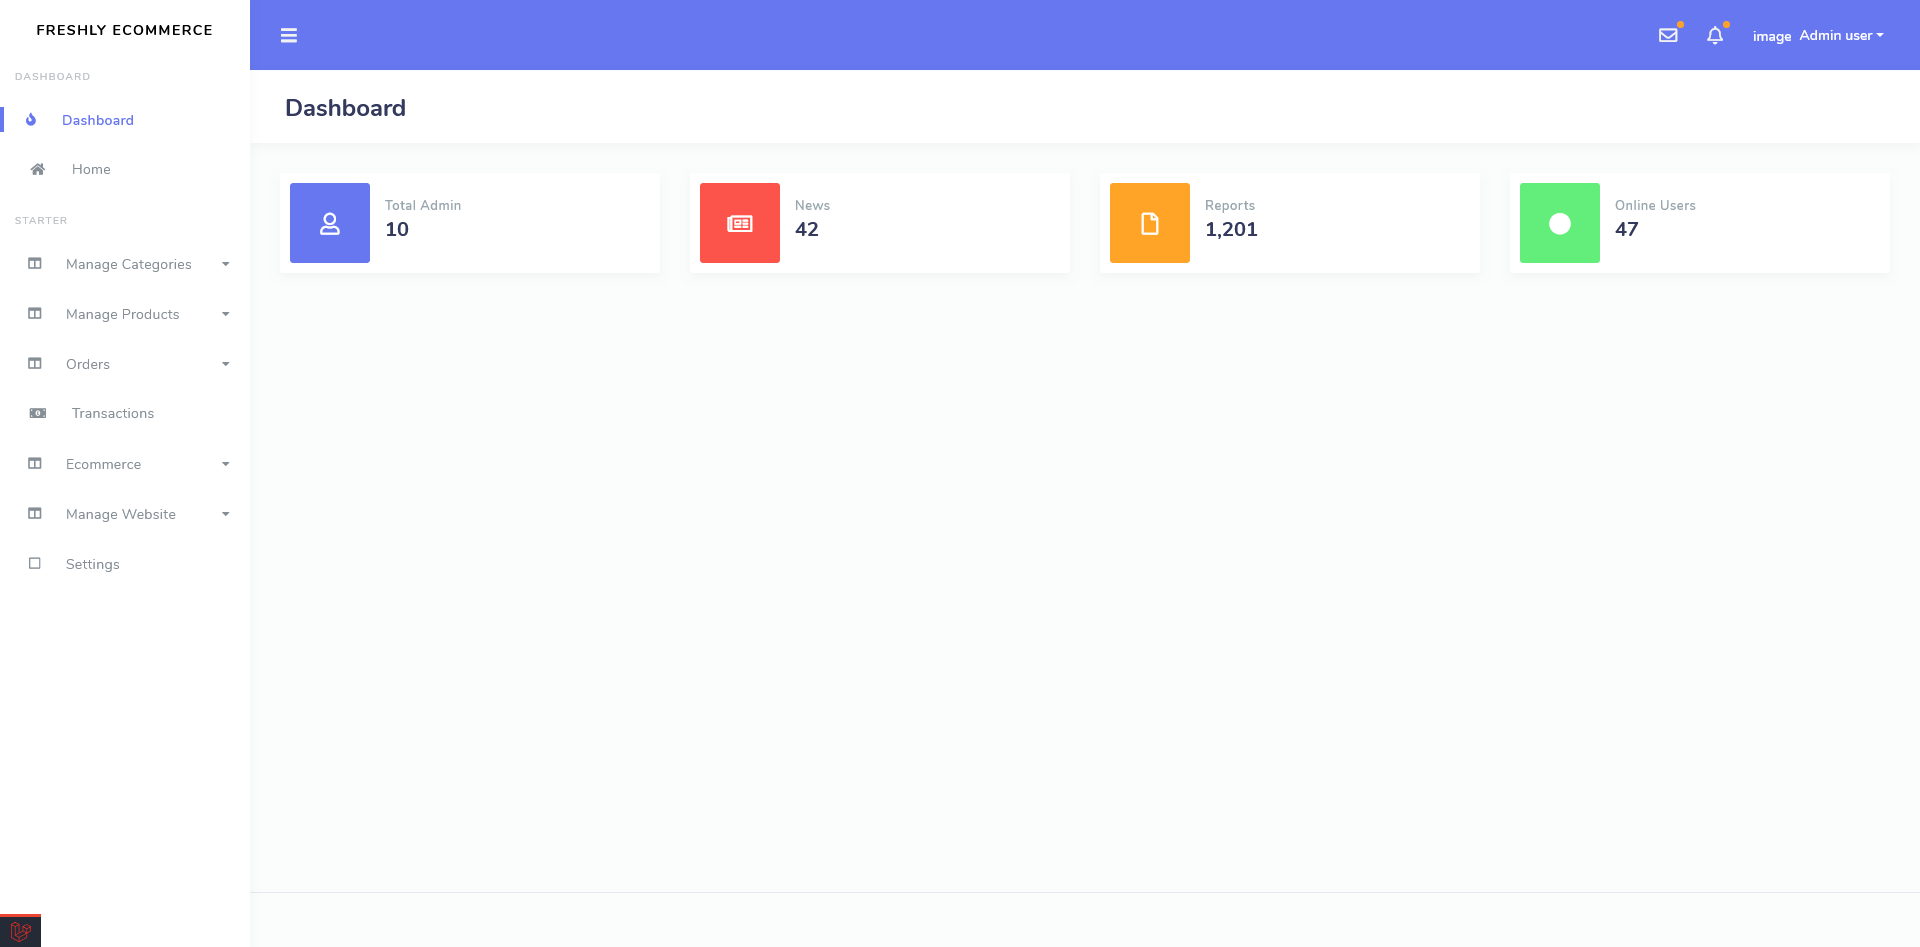 FRESHLY ECOMMERCE
image Admin user
DASHBOARD
Dashboard
Home
STARTER
Manage Categories
Manage Products
Orders
Transactions
Ecommerce
Manage Website
Settings
Dashboard
Total Admin
10
News
42
Reports
1,201
Online Users
47